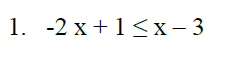 1. -2 x + 1 ≤ x – 3